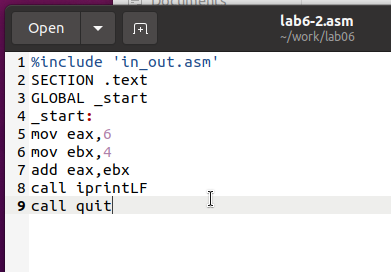 Documents
Open
lab6-2.asm
~/work/lab06
1 %include 'in_out.asm'
2 SECTION .text
3 GLOBAL _start
4 _start:
5 mov eax,6
6 mov ebx,4
7 add eax,ebx
8 call iprintLF
9 call quit